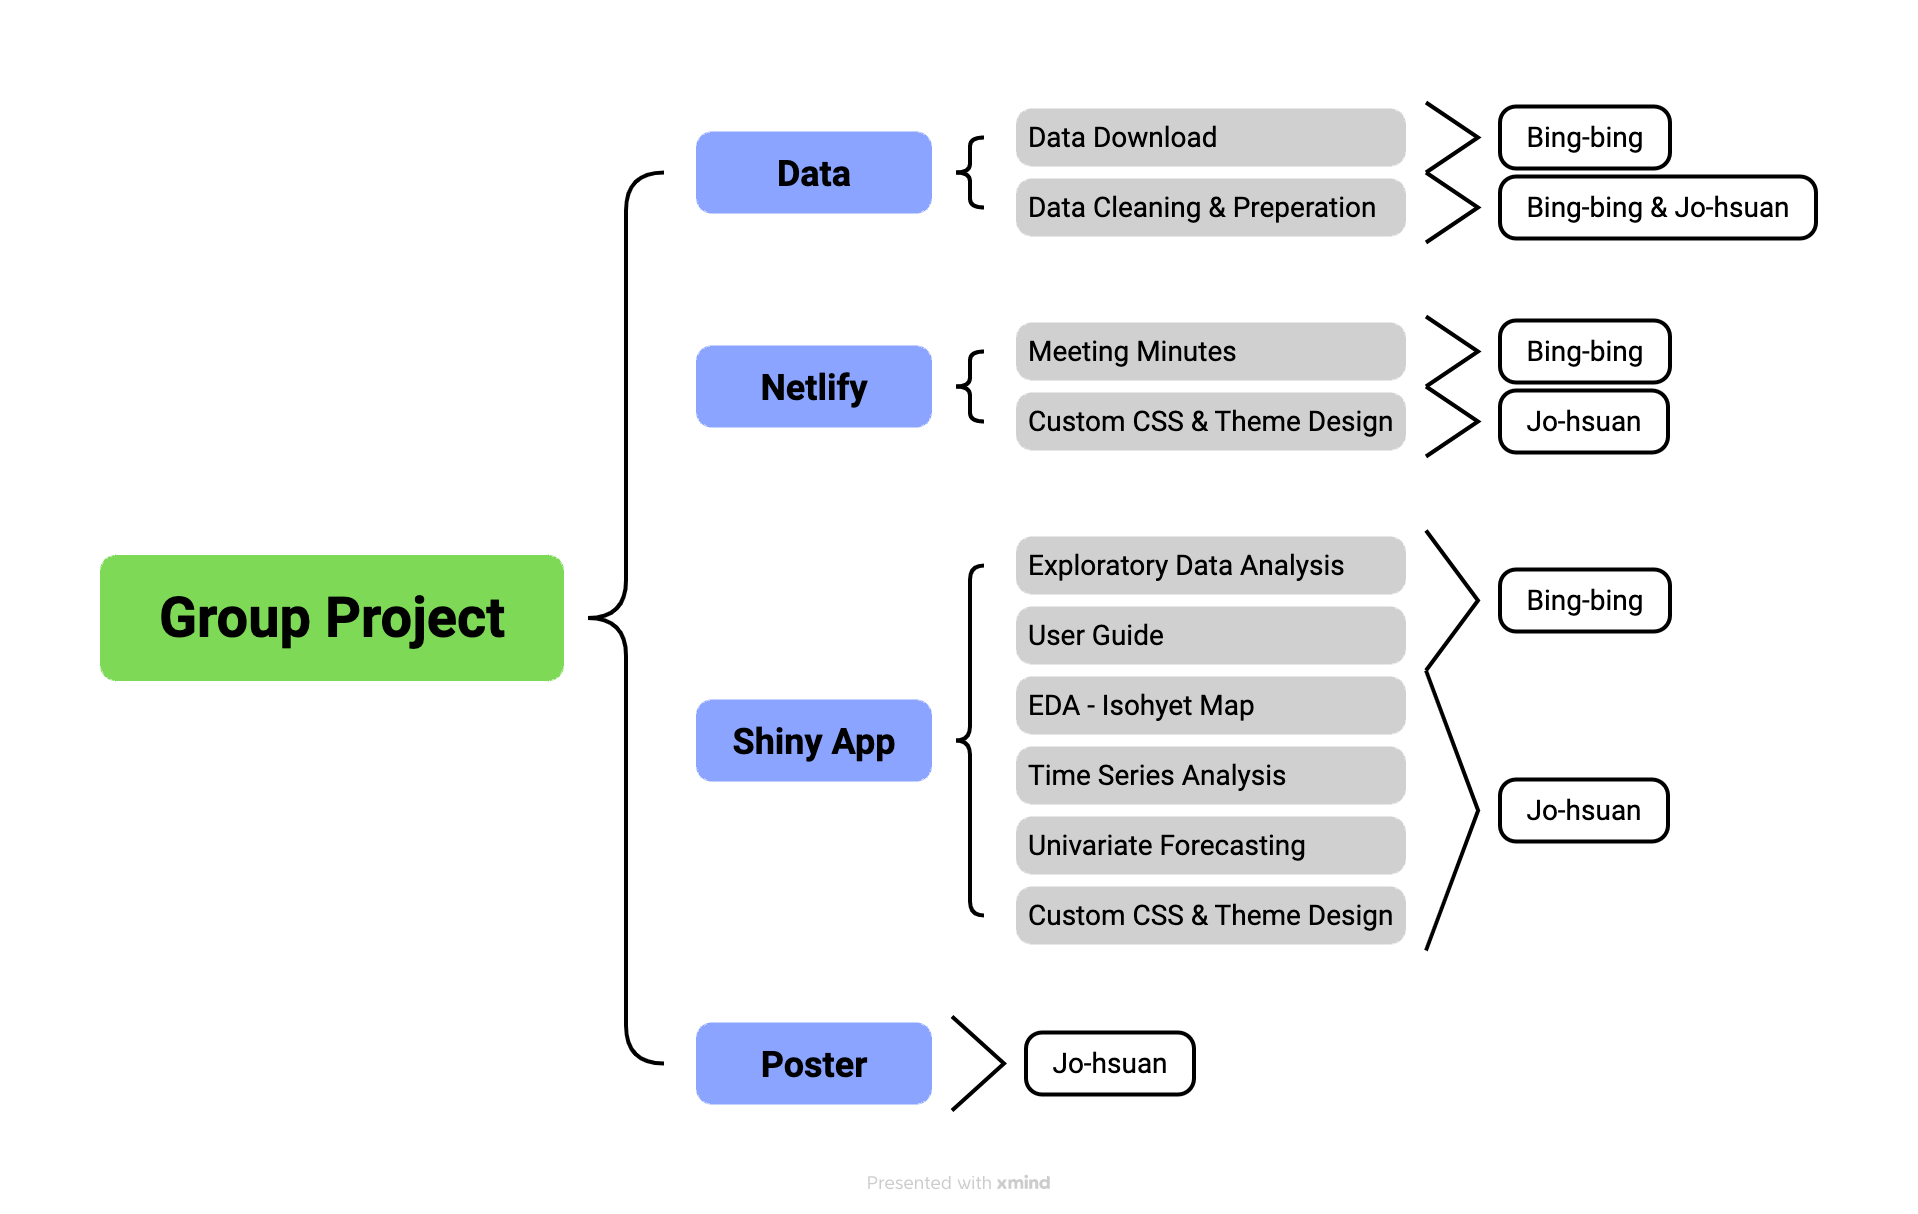 Group Project
Data
Data Download
Bing-bing
Data Cleaning & Preperation
Bing-bing & Jo-hsuan
Netlify
Meeting Minutes
Bing-bing
Custom CSS & Theme Design
Jo-hsuan
Shiny App
Exploratory Data Analysis
User Guide
Bing-bing
EDA - Isohyet Map
Time Series Analysis
Univariate Forecasting
Custom CSS & Theme Design
Jo-hsuan
Poster
Jo-hsuan
Presented with xmind